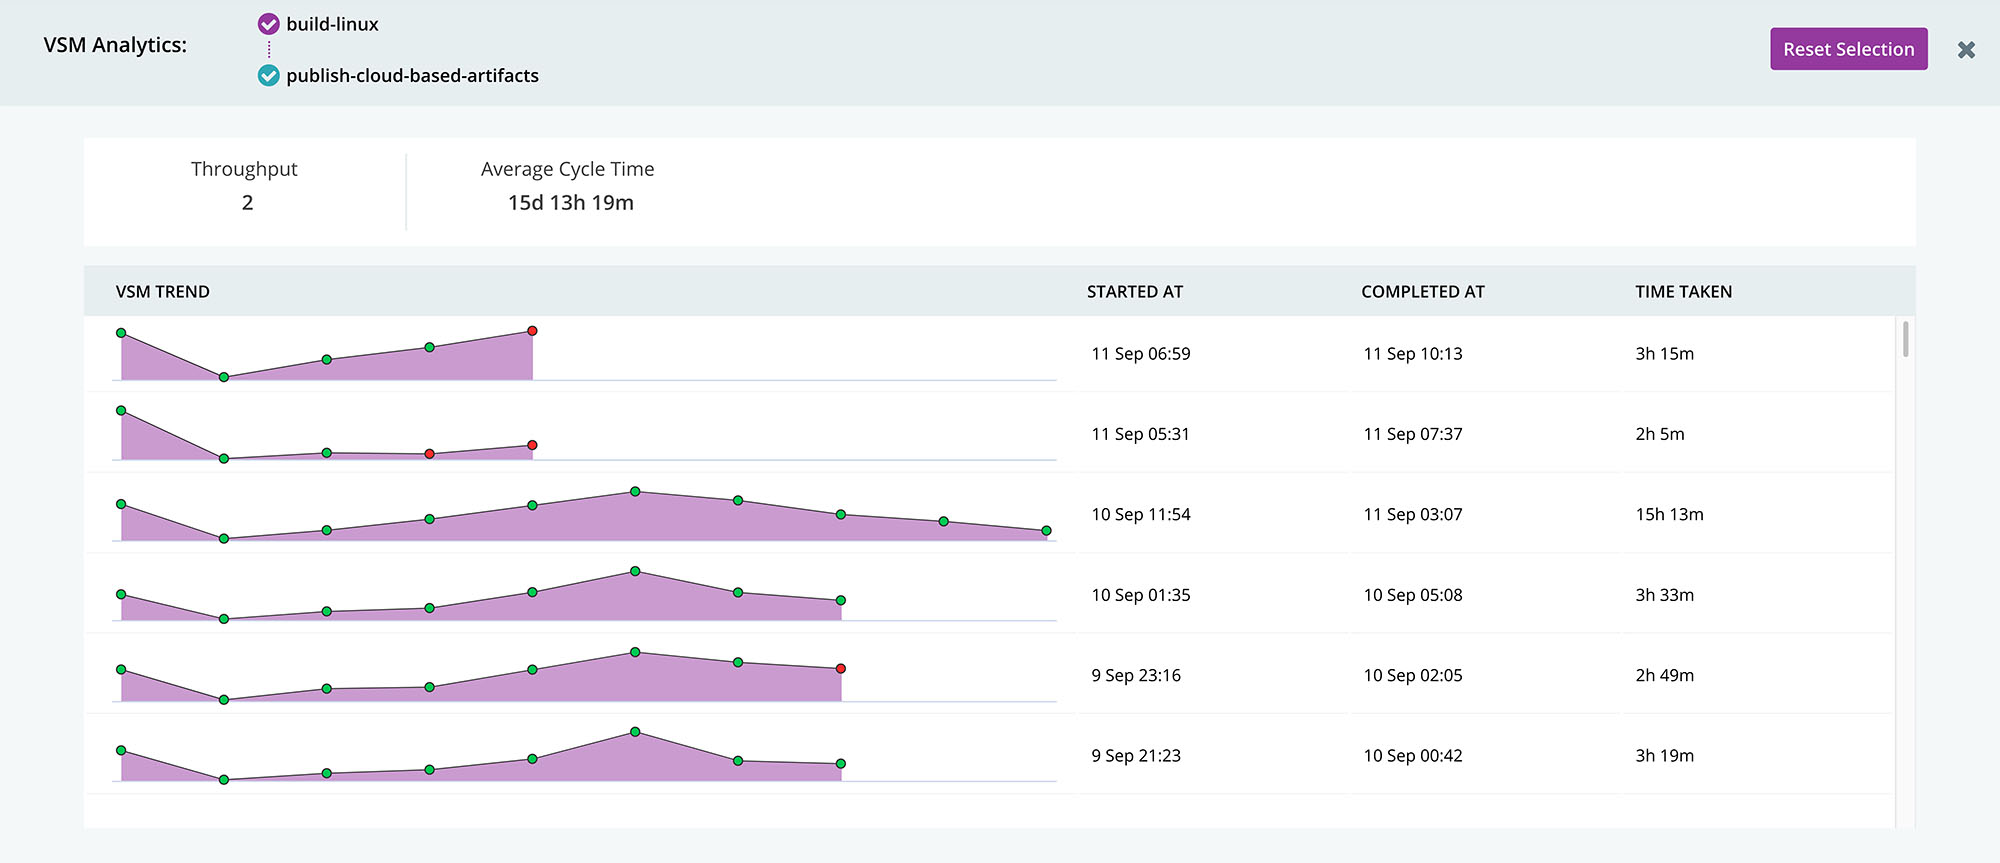 VSM Analytics:
build-linux
publish-cloud-based-artifacts
Reset Selection
Throughput
2
Average Cycle Time
15d 13h 19m
VSM TREND STARTED AT COMPLETED AT TIME TAKEN
11 Sep 06:59 11 Sep 10:13 3h 15m
11 Sep 05:31 11 Sep 07:37 2h 5m
10 Sep 11:54 11 Sep 03:07 15h 13m
10 Sep 01:35 10 Sep 05:08 3h 33m
9 Sep 23:16 10 Sep 02:05 2h 49m
9 Sep 21:23 10 Sep 00:42 3h 19m